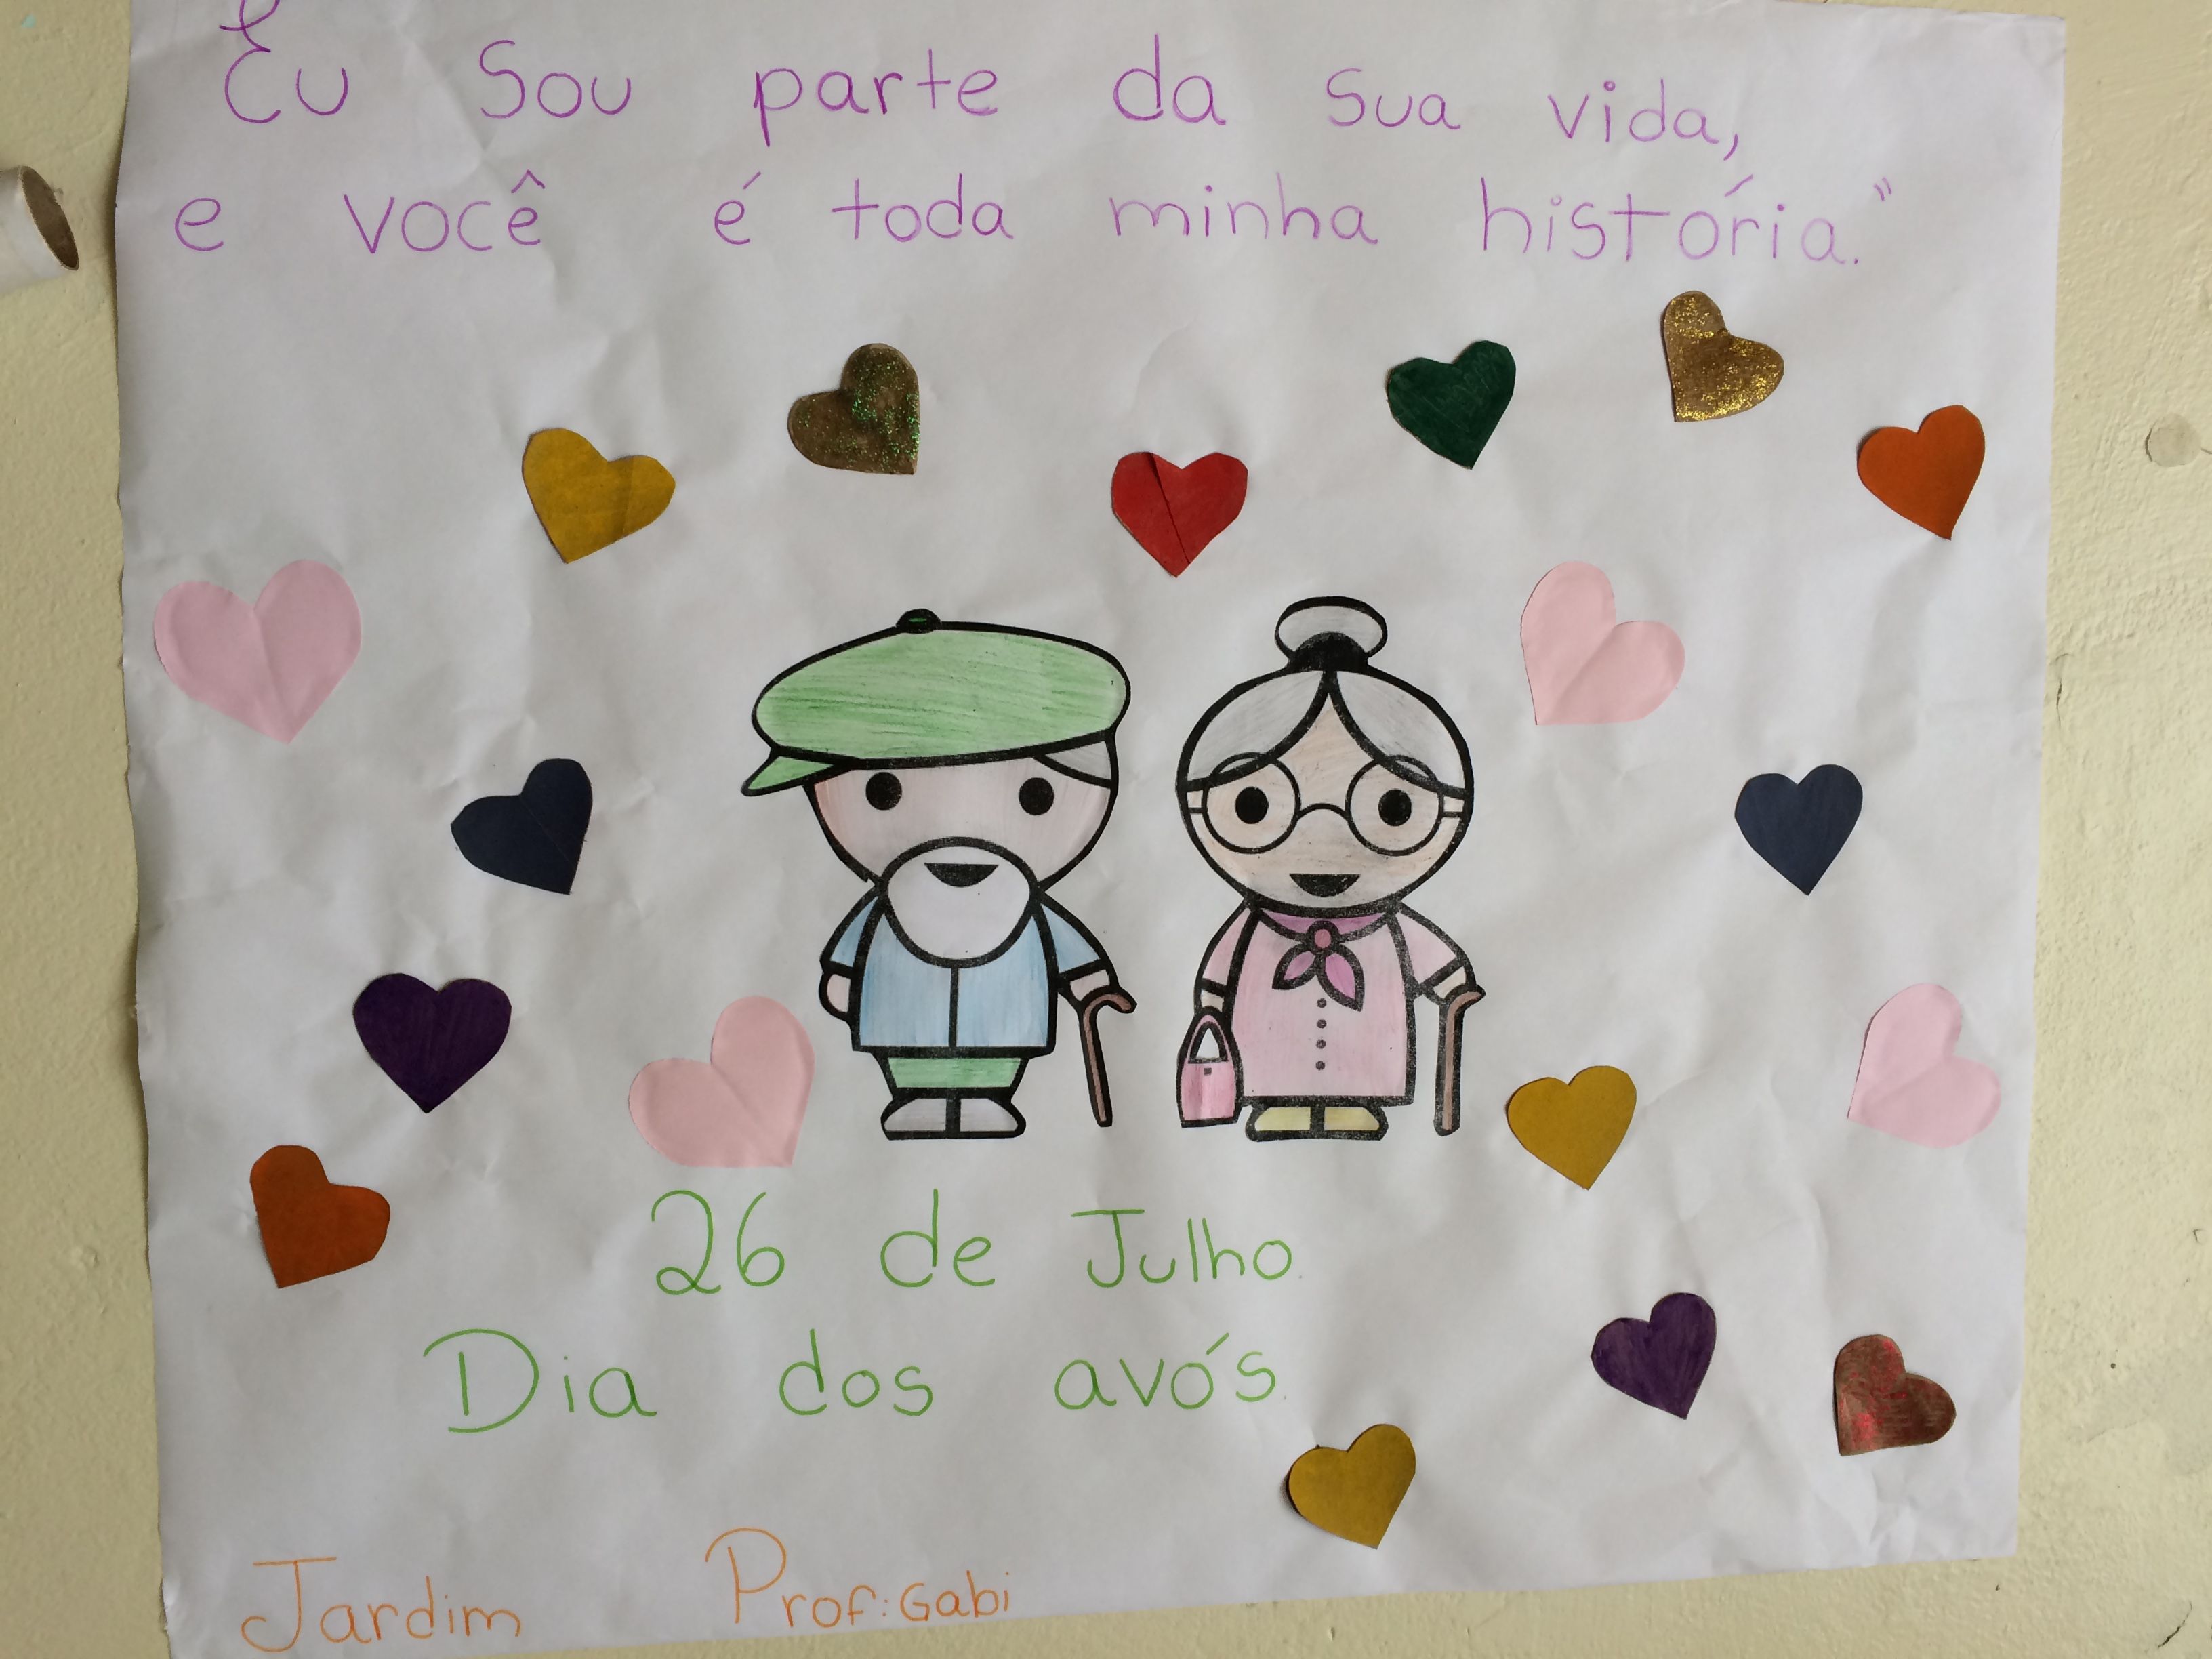 Eu Sou parte da sua vida,
e você é toda minha história."
26 de Julho
Dia dos avós.
Jardim Prof: Gabi